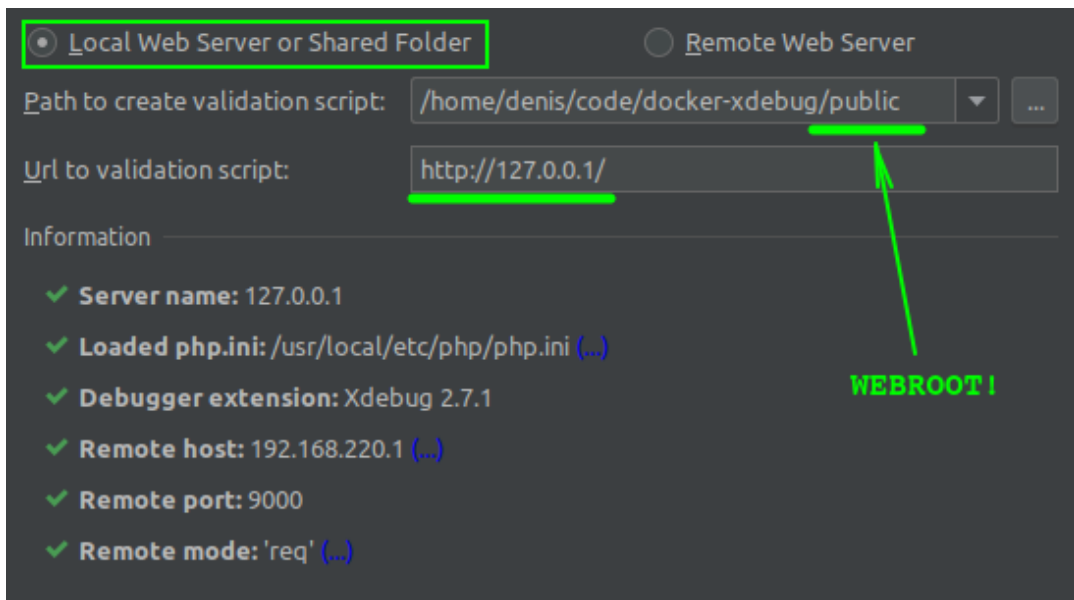 Local Web Server or Shared Folder Remote Web Server
Path to create validation script: /home/denis/code/docker-xdebug/public ...
Url to validation script: http://127.0.0.1/
Information
Server name: 127.0.0.1
Loaded php.ini: /usr/local/etc/php/php.ini (...)
Debugger extension: Xdebug 2.7.1
WEBROOT!
Remote host: 192.168.220.1 (...)
Remote port: 9000
Remote mode: 'req' (...)